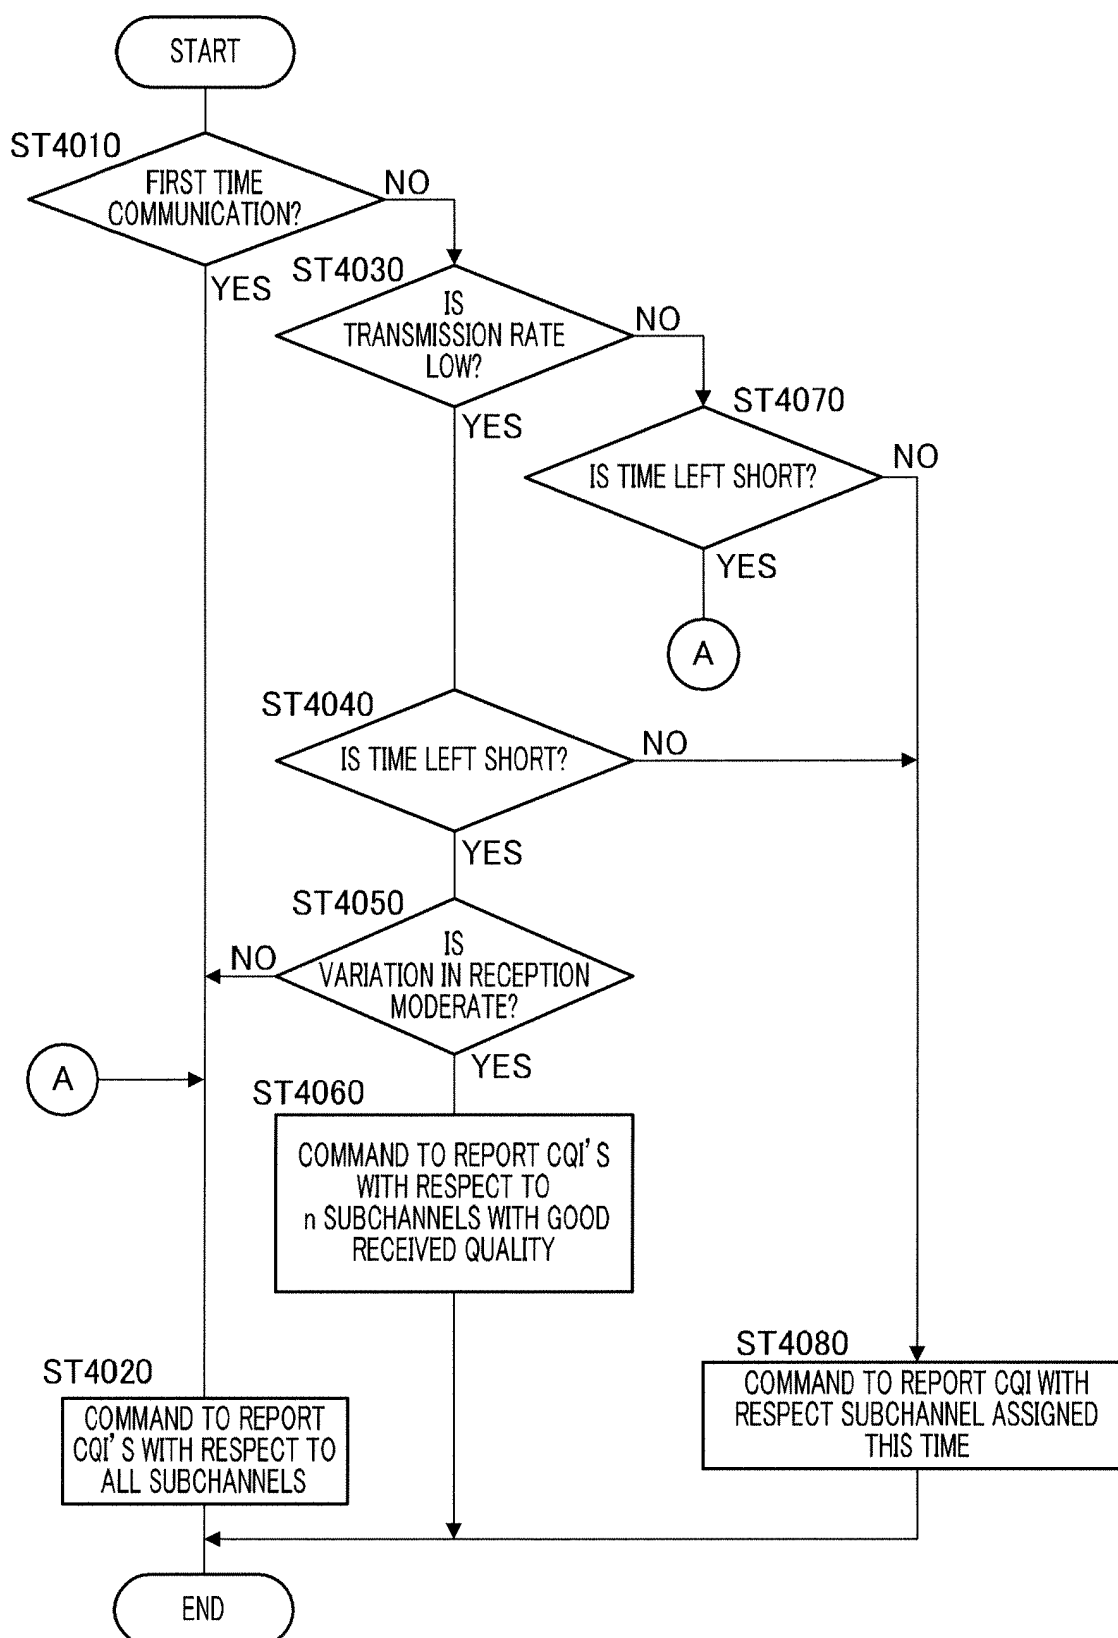 START
ST4010
FIRST TIME
COMMUNICATION?
NO
YES
ST4030
IS
TRANSMISSION RATE
LOW?
NO
YES
ST4070
IS TIME LEFT SHORT?
NO
YES
A
ST4040
IS TIME LEFT SHORT?
NO
YES
ST4050
IS
VARIATION IN RECEPTION
MODERATE?
NO
YES
A
ST4060
COMMAND TO REPORT CQI'S
WITH RESPECT TO
n SUBCHANNELS WITH GOOD
RECEIVED QUALITY
ST4080
COMMAND TO REPORT CQI WITH
RESPECT SUBCHANNEL ASSIGNED
THIS TIME
ST4020
COMMAND TO REPORT
CQI'S WITH RESPECT TO
ALL SUBCHANNELS
END